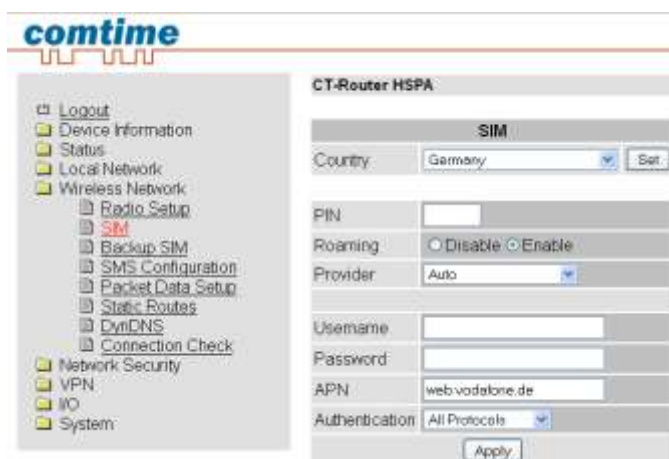 comtime
Logout
Device Information
Status
Local Network
Wireless Network
Radio Setup
SIM
Backup SIM
SMS Configuration
Packet Data Setup
Static Routes
DynDNS
Connection Check
Network Security
VPN
I/O
System
CT-Router HSPA
SIM
Country Germany Set
PIN
Roaming Disable Enable
Provider Auto
Username
Password
APN web.vodafone.de
Authentication All Protocols
Apply